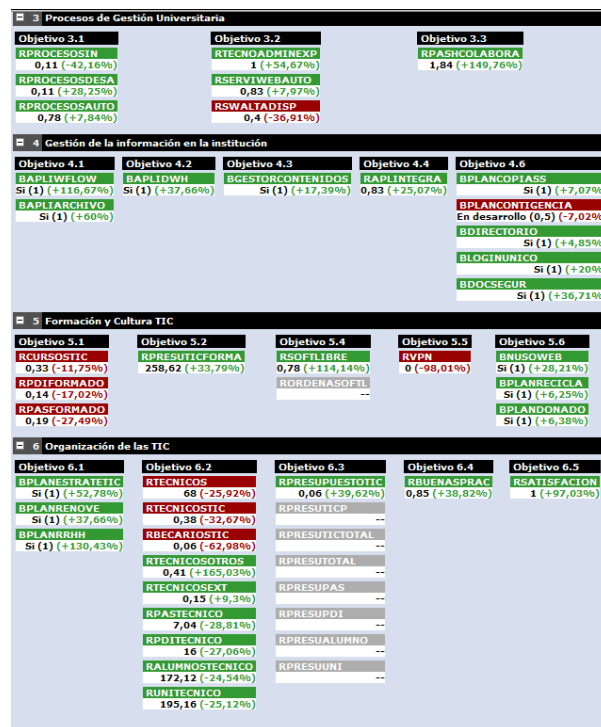 3 Procesos de Gestión Universitaria
Objetivo 3.1 Objetivo 3.2 Objetivo 3.3
RPROCESOSIN RTECNOADMINEXP RPASHCOLABORA
0,11 (-42,16%) 1 (+54,67%) 1,84 (+149,76%)
RPROCESOSDESA RSERVIWEBAUTO
0,11 (+28,25%) 0,83 (+7,97%)
RPROCESOSAUTO RSWALTADISP
0,78 (+7,84%) 0,4 (-36,91%)
4 Gestión de la información en la institución
Objetivo 4.1 Objetivo 4.2 Objetivo 4.3 Objetivo 4.4 Objetivo 4.6
BAPLIWFLOW BAPLIDWH BGESTORCONTENIDOS RAPLINTEGRA BPLANCOPIASS
Si (1) (+116,67%) Si (1) (+37,66%) Si (1) (+17,39%) 0,83 (+25,07%) Si (1) (+7,07%
BAPLIARCHIVO BPLANCONTIGENCIA
Si (1) (+60%) En desarrollo (0,5) (-7,02%
BDIRECTORIO
Si (1) (+4,85%
BLOGINUNICO
Si (1) (+20%
BDOCSEGUR
Si (1) (+36,71%
5 Formación y Cultura TIC
Objetivo 5.1 Objetivo 5.2 Objetivo 5.4 Objetivo 5.5 Objetivo 5.6
RCURSOSTIC RPRESUTICFORMA RSOFTLIBRE RVPN BNUSOWEB
0,33 (-11,75%) 258,62 (+33,79%) 0,78 (+114,14%) 0 (-98,01%) Si (1) (+28,21%)
RPDIFORMADO RORDENASOFTL BPLANRECICLA
0,14 (-17,02%) -- Si (1) (+6,25%)
RPASFORMADO BPLANDONADO
0,19 (-27,49%) Si (1) (+6,38%)
6 Organización de las TIC
Objetivo 6.1 Objetivo 6.2 Objetivo 6.3 Objetivo 6.4 Objetivo 6.5
BPLANESTRATETIC RTECNICOS RPRESUPUESTOTIC RBUENASPRAC RSATISFACION
Si (1) (+52,78%) 68 (-25,92%) 0,06 (+39,62%) 0,85 (+38,82%) 1 (+97,03%)
BPLANRENOVE RTECNICOSTIC RPRESUTICP
Si (1) (+37,66%) 0,38 (-32,67%) --
BPLANRRHH RBECARIOSTIC RPRESUTICTOTAL
Si (1) (+130,43%) 0,06 (-62,98%) --
RTECNICOSOTROS RPRESUTOTAL
0,41 (+165,03%) --
RTECNICOSEXT RPRESUPAS
0,15 (+9,3%) --
RPASTECNICO RPRESUPDI
7,04 (-28,81%) --
RPDITECNICO RPRESUALUMNO
16 (-27,06%) --
RALUMNOSTECNICO RPRESUUNI
172,12 (-24,54%) --
RUNITECNICO
195,16 (-25,12%)